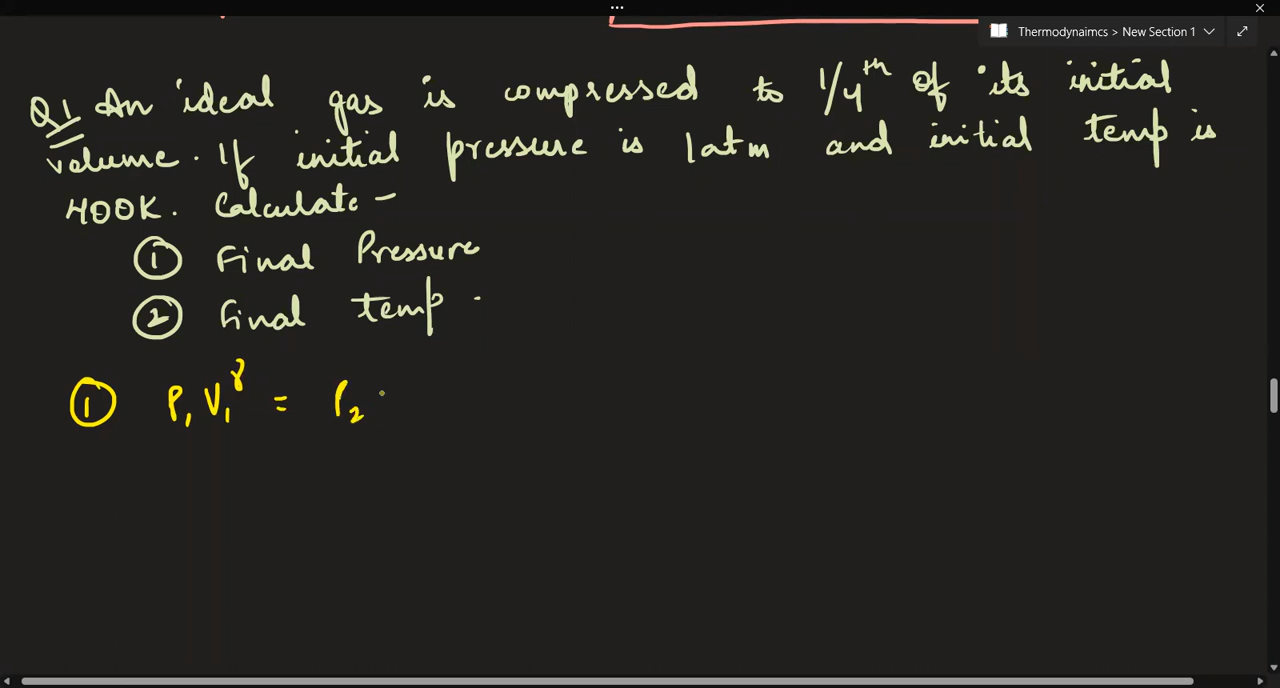 Thermodynaimcs > New Section 1
Q1 An ideal gas is compressed to 1/4th of its initial
volume. If initial pressure is 1atm and initial temp is
400K. Calculate -
① Final Pressure
② Final temp.
① P₁V₁^γ = P₂